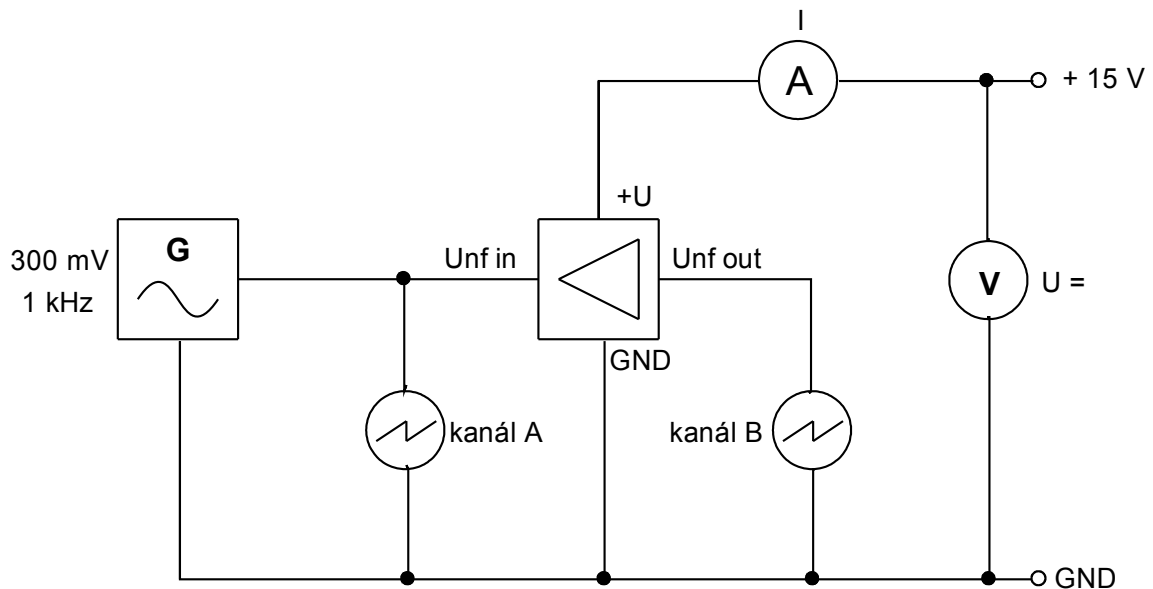 I
A
+ 15 V
+U
G
300 mV
1 kHz
Unf in
Unf out
V
U =
GND
kanál A
kanál B
GND